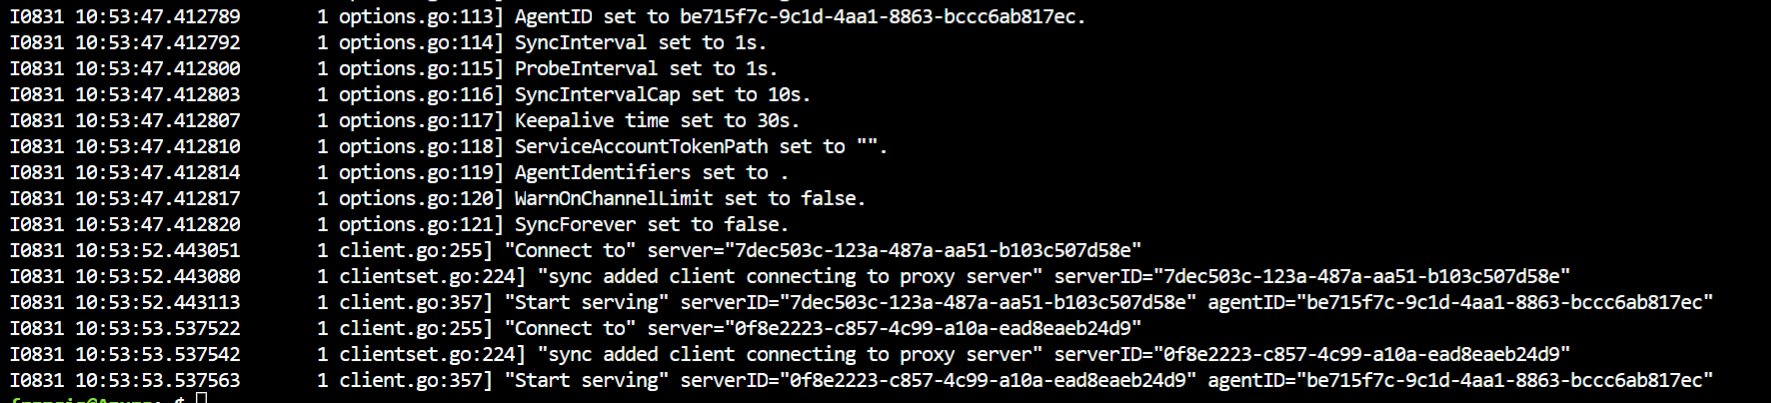 I0831 10:53:47.412789 1 options.go:113] AgentID set to be715f7c-9c1d-4aa1-8863-bccc6ab817ec.
I0831 10:53:47.412792 1 options.go:114] SyncInterval set to 1s.
I0831 10:53:47.412800 1 options.go:115] ProbeInterval set to 1s.
I0831 10:53:47.412803 1 options.go:116] SyncIntervalCap set to 10s.
I0831 10:53:47.412807 1 options.go:117] Keepalive time set to 30s.
I0831 10:53:47.412810 1 options.go:118] ServiceAccountTokenPath set to "".
I0831 10:53:47.412814 1 options.go:119] AgentIdentifiers set to .
I0831 10:53:47.412817 1 options.go:120] WarnOnChannelLimit set to false.
I0831 10:53:47.412820 1 options.go:121] SyncForever set to false.
I0831 10:53:52.443051 1 client.go:255] "Connect to" server="7dec503c-123a-487a-aa51-b103c507d58e"
I0831 10:53:52.443080 1 clientset.go:224] "sync added client connecting to proxy server" serverID="7dec503c-123a-487a-aa51-b103c507d58e"
I0831 10:53:52.443113 1 client.go:357] "Start serving" serverID="7dec503c-123a-487a-aa51-b103c507d58e" agentID="be715f7c-9c1d-4aa1-8863-bccc6ab817ec"
I0831 10:53:53.537522 1 client.go:255] "Connect to" server="0f8e2223-c857-4c99-a10a-ead8eaeb24d9"
I0831 10:53:53.537542 1 clientset.go:224] "sync added client connecting to proxy server" serverID="0f8e2223-c857-4c99-a10a-ead8eaeb24d9"
I0831 10:53:53.537563 1 client.go:357] "Start serving" serverID="0f8e2223-c857-4c99-a10a-ead8eaeb24d9" agentID="be715f7c-9c1d-4aa1-8863-bccc6ab817ec"